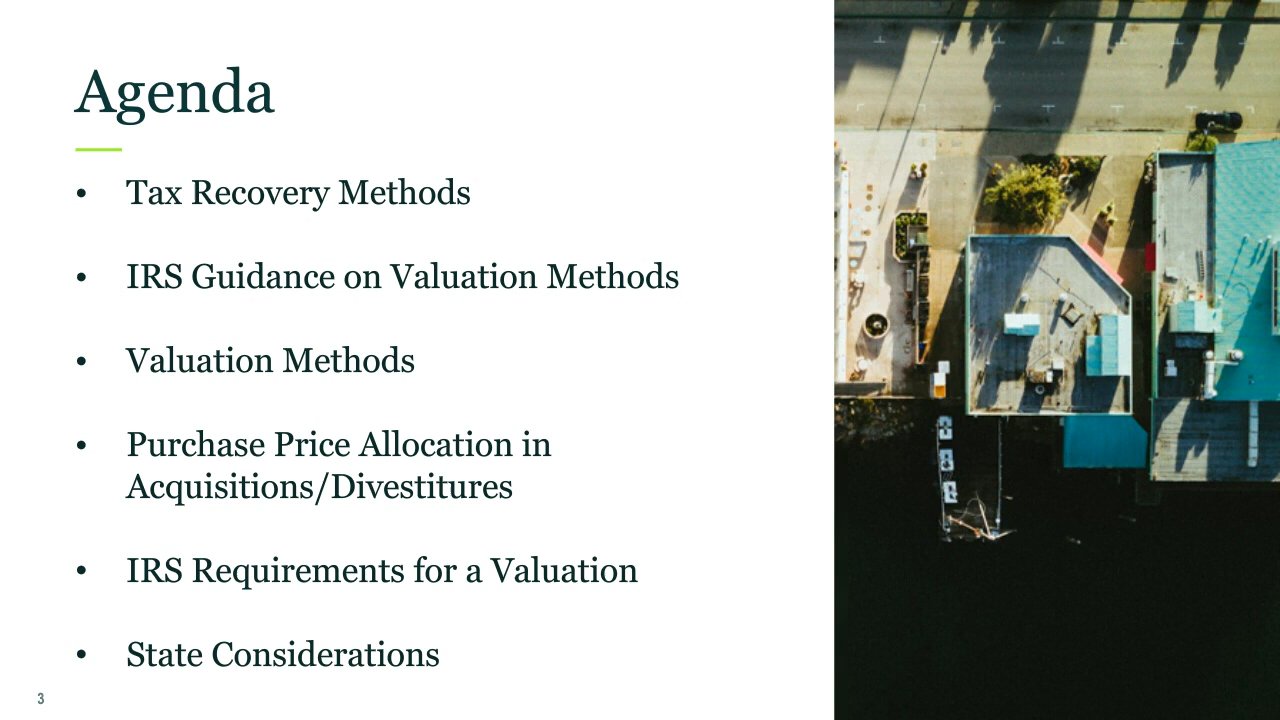 Agenda
• Tax Recovery Methods
• IRS Guidance on Valuation Methods
• Valuation Methods
• Purchase Price Allocation in
Acquisitions/Divestitures
• IRS Requirements for a Valuation
• State Considerations
3